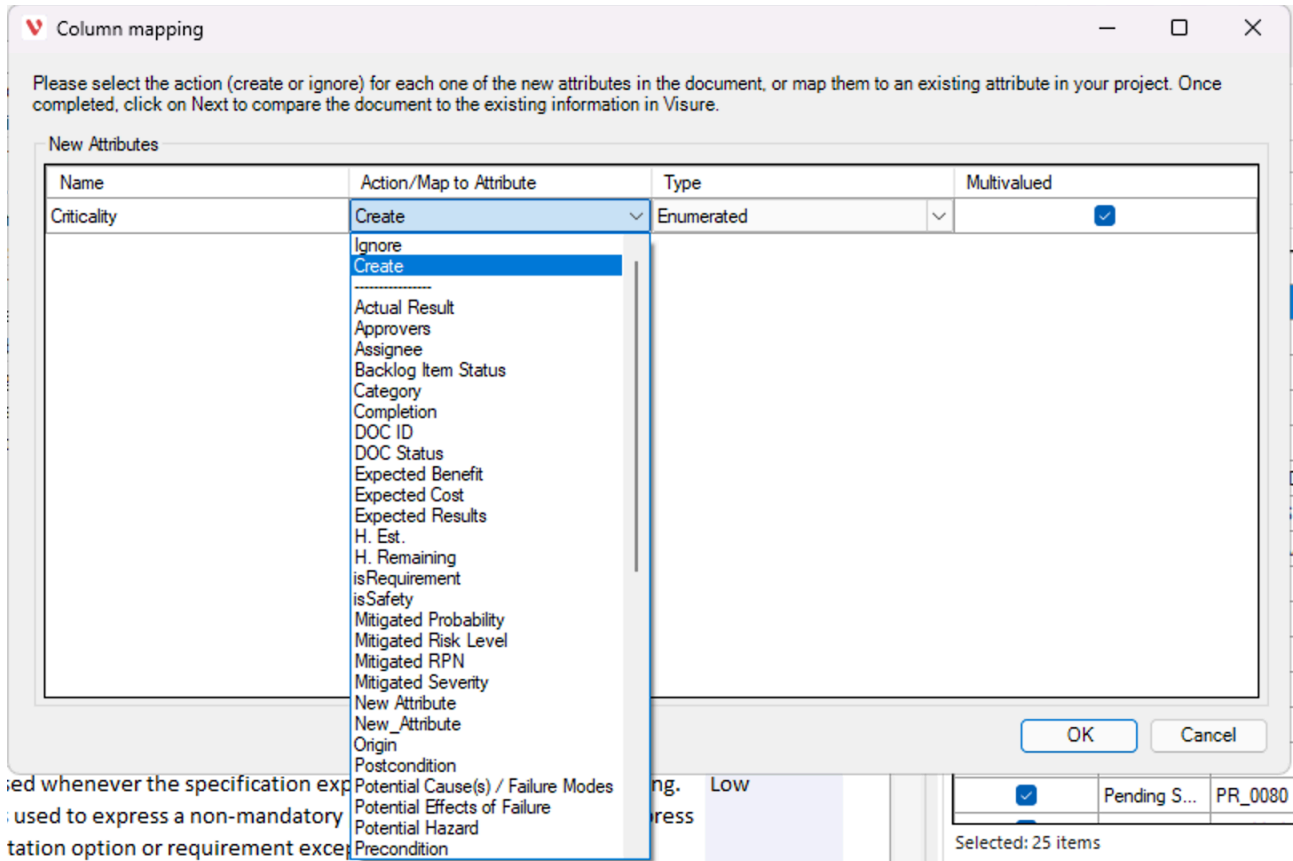 Column mapping
Please select the action (create or ignore) for each one of the new attributes in the document, or map them to an existing attribute in your project. Once
completed, click on Next to compare the document to the existing information in Visure.
New Attributes
Name Action/Map to Attribute Type Multivalued
Criticality Create Enumerated
Ignore
Create
----------------
Actual Result
Approvers
Assignee
Backlog Item Status
Category
Completion
DOC ID
DOC Status
Expected Benefit
Expected Cost
Expected Results
H. Est.
H. Remaining
isRequirement
isSafety
Mitigated Probability
Mitigated Risk Level
Mitigated RPN
Mitigated Severity
New Attribute
New_Attribute
Origin
Postcondition
Potential Cause(s) / Failure Modes
Potential Effects of Failure
Potential Hazard
Precondition
OK Cancel
sed whenever the specification exp ng. Low
Pending S... PR_0080
used to express a non-mandatory ress
Selected: 25 items
tation option or requirement excep